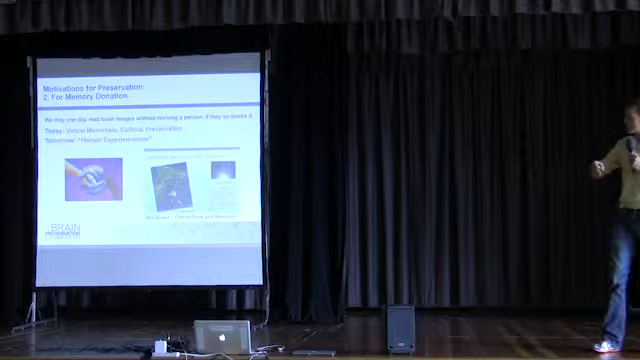 Motivations for Preservation:
2. For Memory Donation
We may one day read brain images without reviving a person, if they so desire it.
Today: Virtual Memorials, Cultural Preservation
Tomorrow: "Human Experienceome"
BRAIN
PRESERVATION